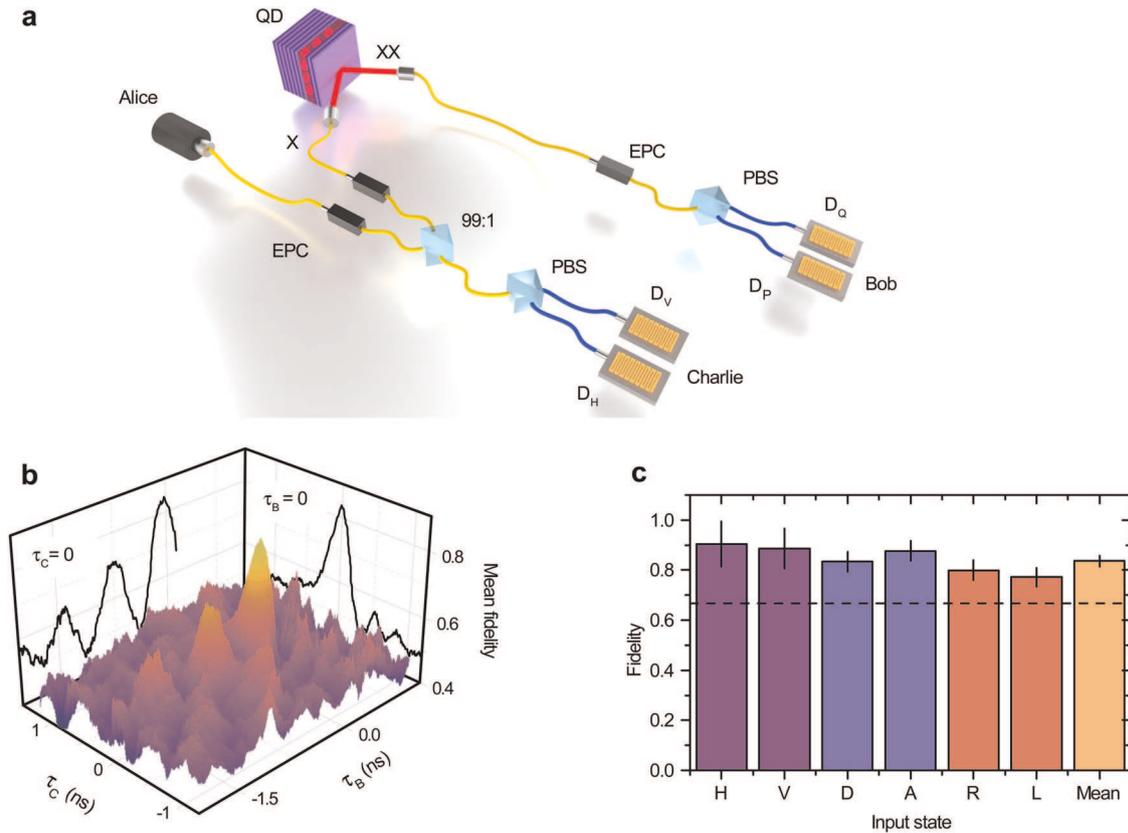 a
QD
XX
Alice
X
EPC
PBS
D_Q
99:1
EPC
PBS
D_P
Bob
D_V
Charlie
D_H
b
τ_C = 0
τ_B = 0
0.8
0.6
0.4
Mean fidelity
1
0
-1
τ_C (ns)
-1.5
0.0
τ_B (ns)
c
1.0
0.8
0.6
0.4
0.2
0.0
Fidelity
H V D A R L Mean
Input state